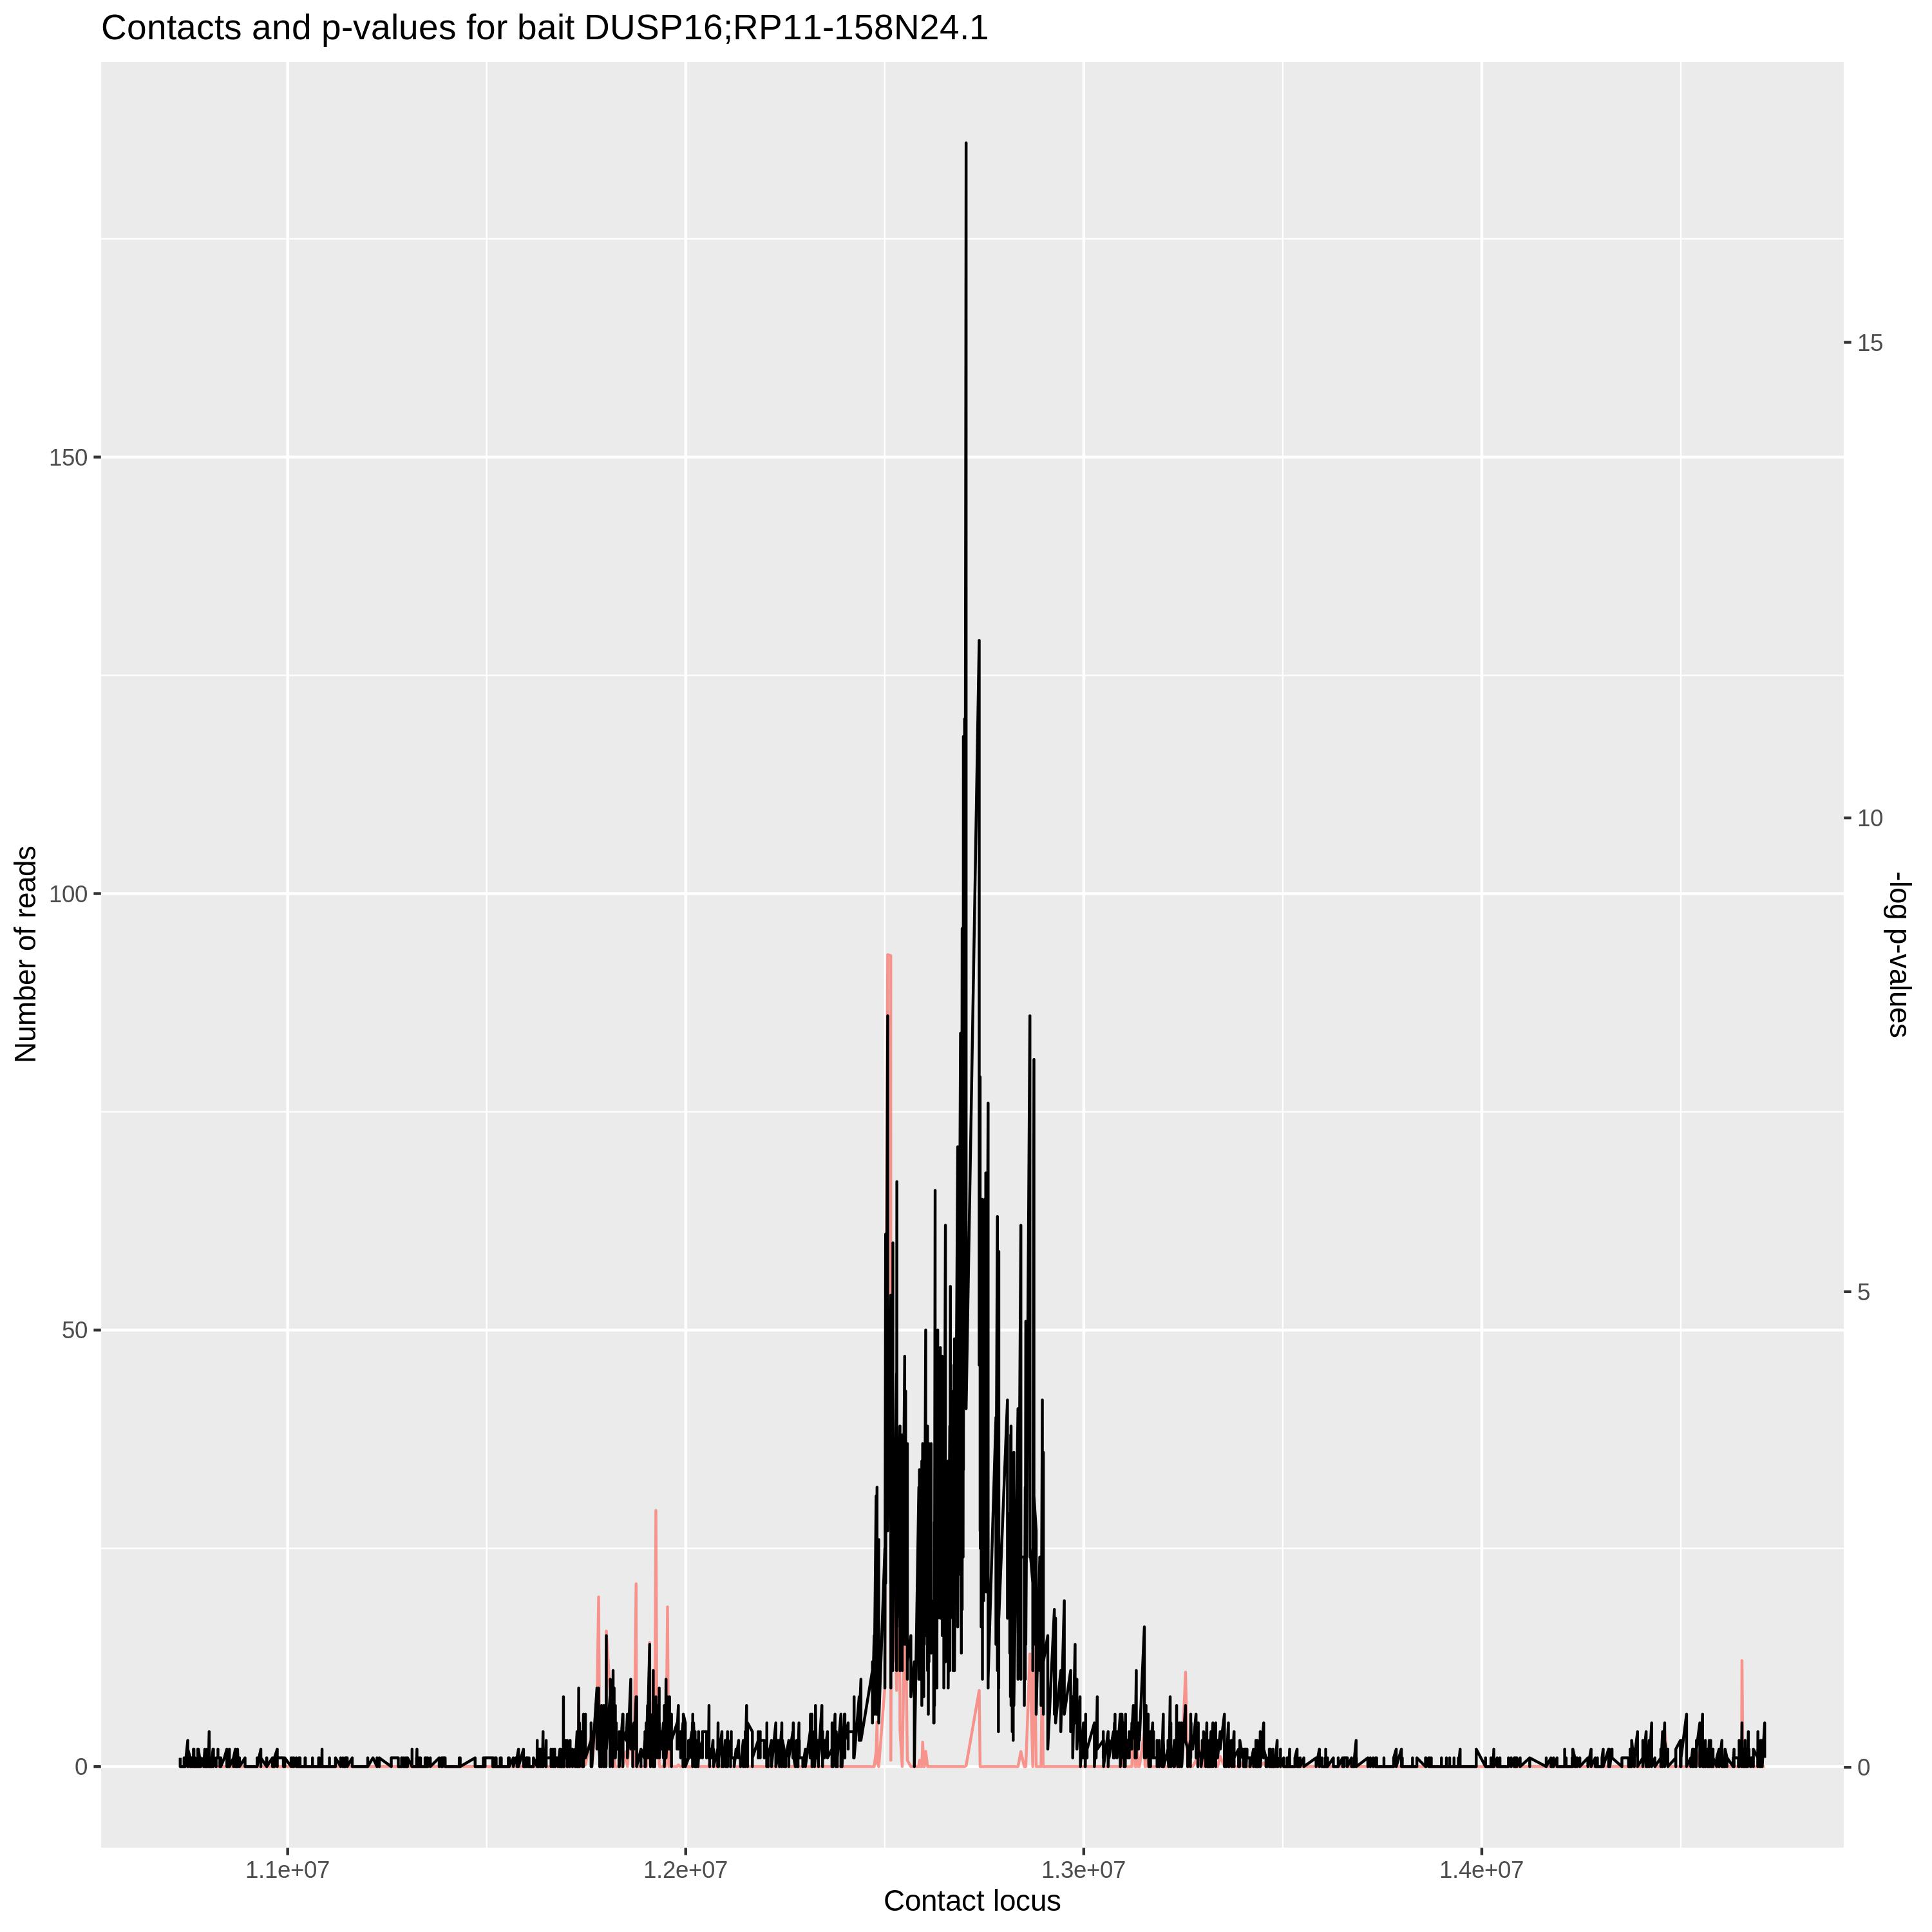 Contacts and p-values for bait DUSP16;RP11-158N24.1
Number of reads
150
100
50
0
15
10
5
0
-log p-values
1.1e+07
1.2e+07
1.3e+07
1.4e+07
Contact locus